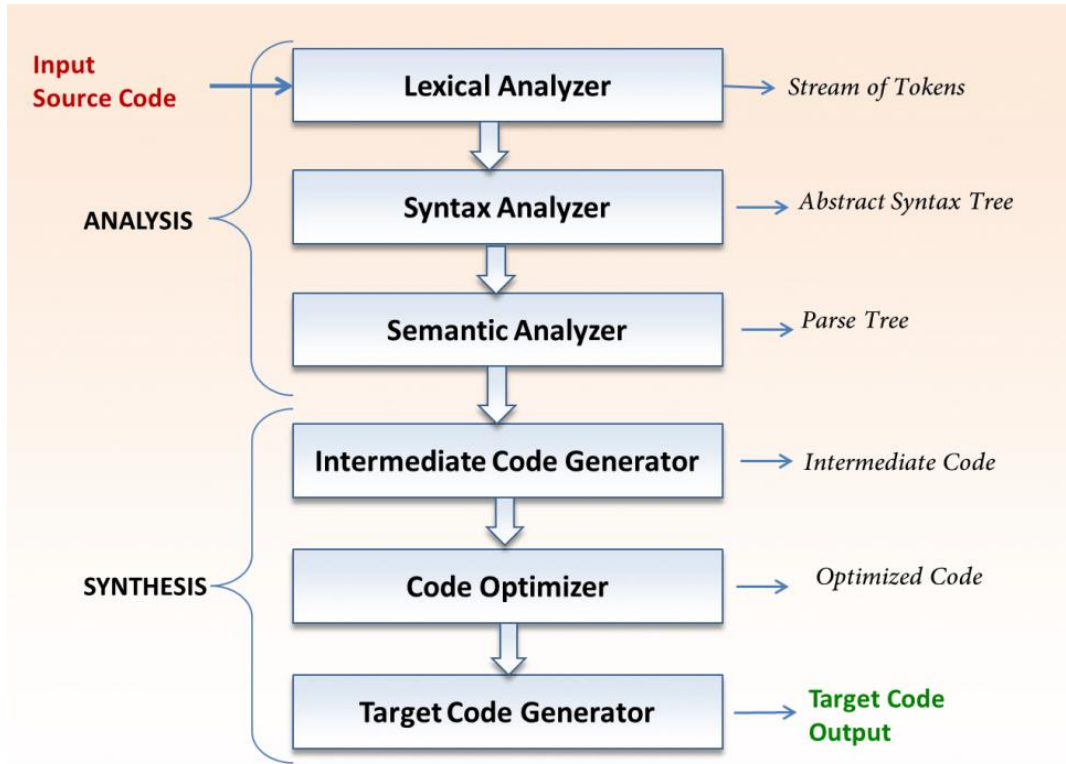 Input
Source Code
Lexical Analyzer
Stream of Tokens
ANALYSIS
Syntax Analyzer
Abstract Syntax Tree
Semantic Analyzer
Parse Tree
SYNTHESIS
Intermediate Code Generator
Intermediate Code
Code Optimizer
Optimized Code
Target Code Generator
Target Code
Output